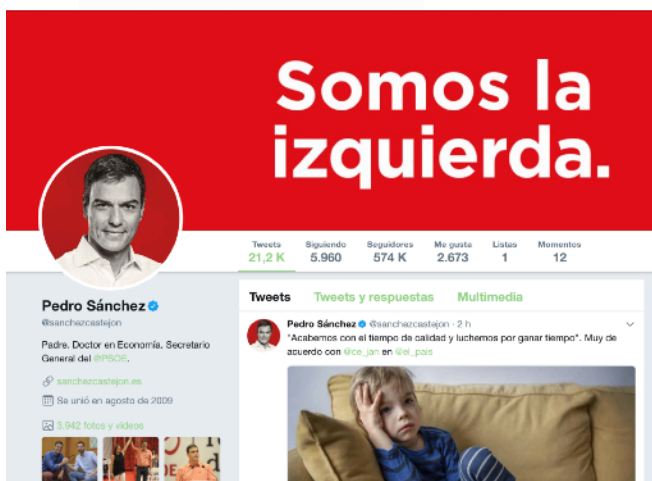 Somos la
izquierda.
Tweets Siguiendo Seguidores Me gusta Listas Momentos
21,2 K 5.960 574 K 2.673 1 12
Pedro Sánchez
@sanchezcastejon
Padre. Doctor en Economía. Secretario
General del @PSOE.
sanchezcastejon.es
Se unió en agosto de 2009
3.942 fotos y vídeos
Tweets Tweets y respuestas Multimedia
Pedro Sánchez @sanchezcastejon · 2 h
"Acabemos con el tiempo de calidad y luchemos por ganar tiempo". Muy de
acuerdo con @ce_jan en @el_pais